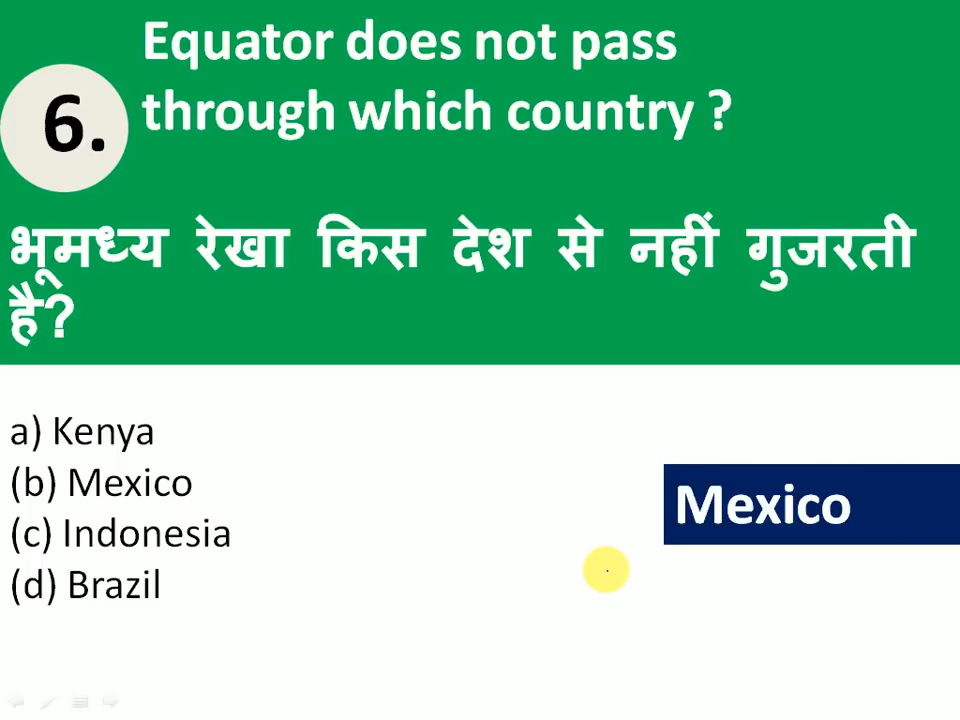 6.
Equator does not pass
through which country ?
भूमध्य रेखा किस देश से नहीं गुजरती
है?
a) Kenya
(b) Mexico
(c) Indonesia
(d) Brazil
Mexico